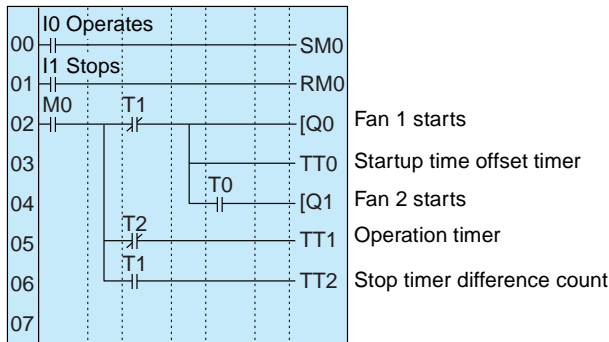 I0 Operates
00 SM0
I1 Stops
01 RM0
M0 T1
02 [Q0 Fan 1 starts
03 TT0 Startup time offset timer
T0
04 [Q1 Fan 2 starts
T2
05 TT1 Operation timer
T1
06 TT2 Stop timer difference count
07